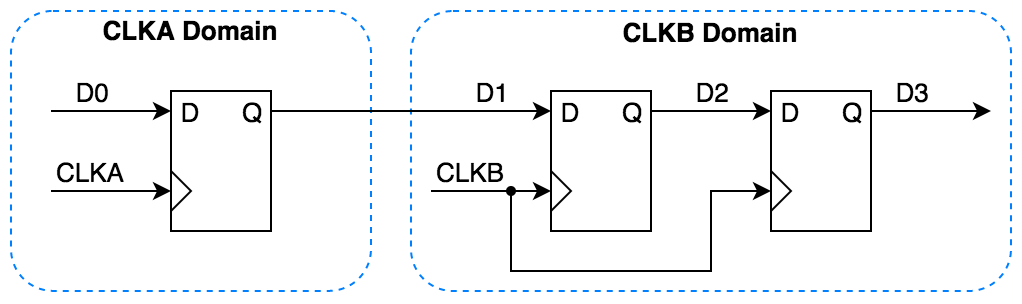 CLKA Domain
CLKB Domain
D0
D1
D2
D3
D Q
D Q
D Q
CLKA
CLKB